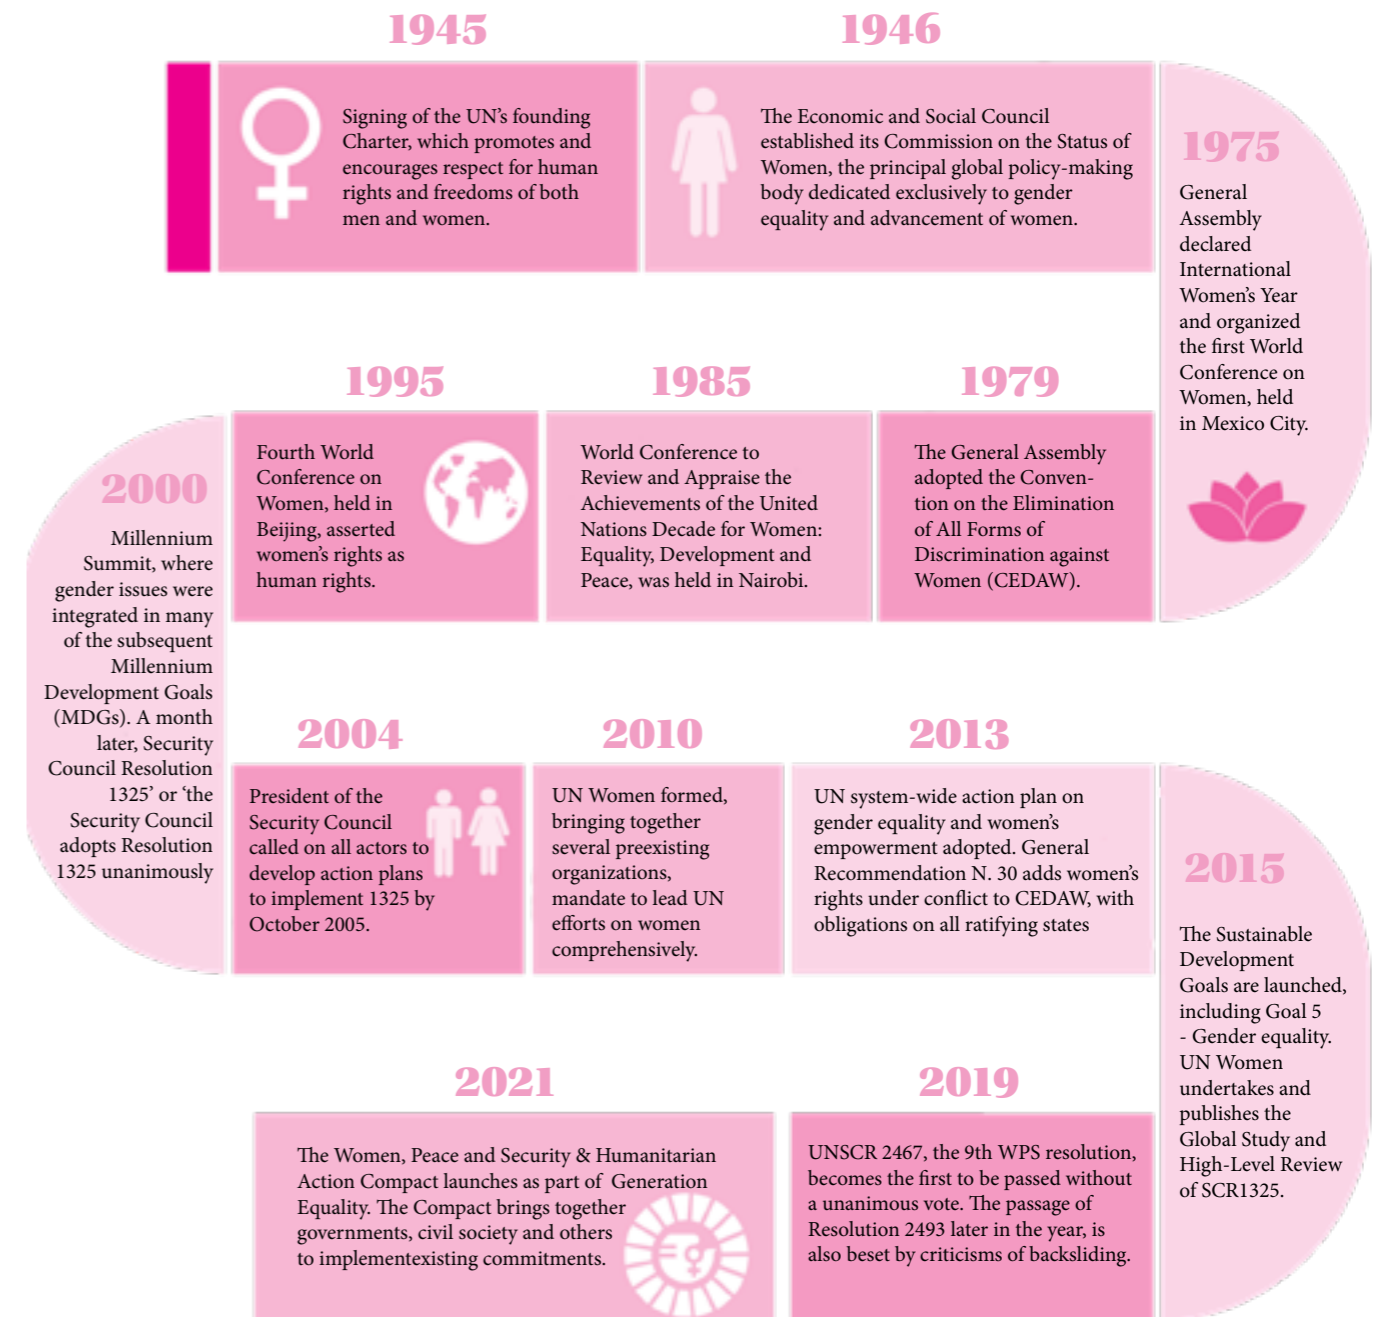 1945
Signing of the UN’s founding
Charter, which promotes and
encourages respect for human
rights and freedoms of both
men and women.
1946
The Economic and Social Council
established its Commission on the Status of
Women, the principal global policy-making
body dedicated exclusively to gender
equality and advancement of women.
1975
General
Assembly
declared
International
Women’s Year
and organized
the first World
Conference on
Women, held
in Mexico City.
1979
The General Assembly
adopted the Conven-
tion on the Elimination
of All Forms of
Discrimination against
Women (CEDAW).
1985
World Conference to
Review and Appraise the
Achievements of the United
Nations Decade for Women:
Equality, Development and
Peace, was held in Nairobi.
1995
Fourth World
Conference on
Women, held in
Beijing, asserted
women’s rights as
human rights.
2000
Millennium
Summit, where
gender issues were
integrated in many
of the subsequent
Millennium
Development Goals
(MDGs). A month
later, Security
Council Resolution
1325’ or ‘the
Security Council
adopts Resolution
1325 unanimously
2004
President of the
Security Council
called on all actors to
develop action plans
to implement 1325 by
October 2005.
2010
UN Women formed,
bringing together
several preexisting
organizations,
mandate to lead UN
efforts on women
comprehensively.
2013
UN system-wide action plan on
gender equality and women’s
empowerment adopted. General
Recommendation N. 30 adds women’s
rights under conflict to CEDAW, with
obligations on all ratifying states
2015
The Sustainable
Development
Goals are launched,
including Goal 5
- Gender equality.
UN Women
undertakes and
publishes the
Global Study and
High-Level Review
of SCR1325.
2019
UNSCR 2467, the 9th WPS resolution,
becomes the first to be passed without
a unanimous vote. The passage of
Resolution 2493 later in the year, is
also beset by criticisms of backsliding.
2021
The Women, Peace and Security & Humanitarian
Action Compact launches as part of Generation
Equality. The Compact brings together
governments, civil society and others
to implementexisting commitments.